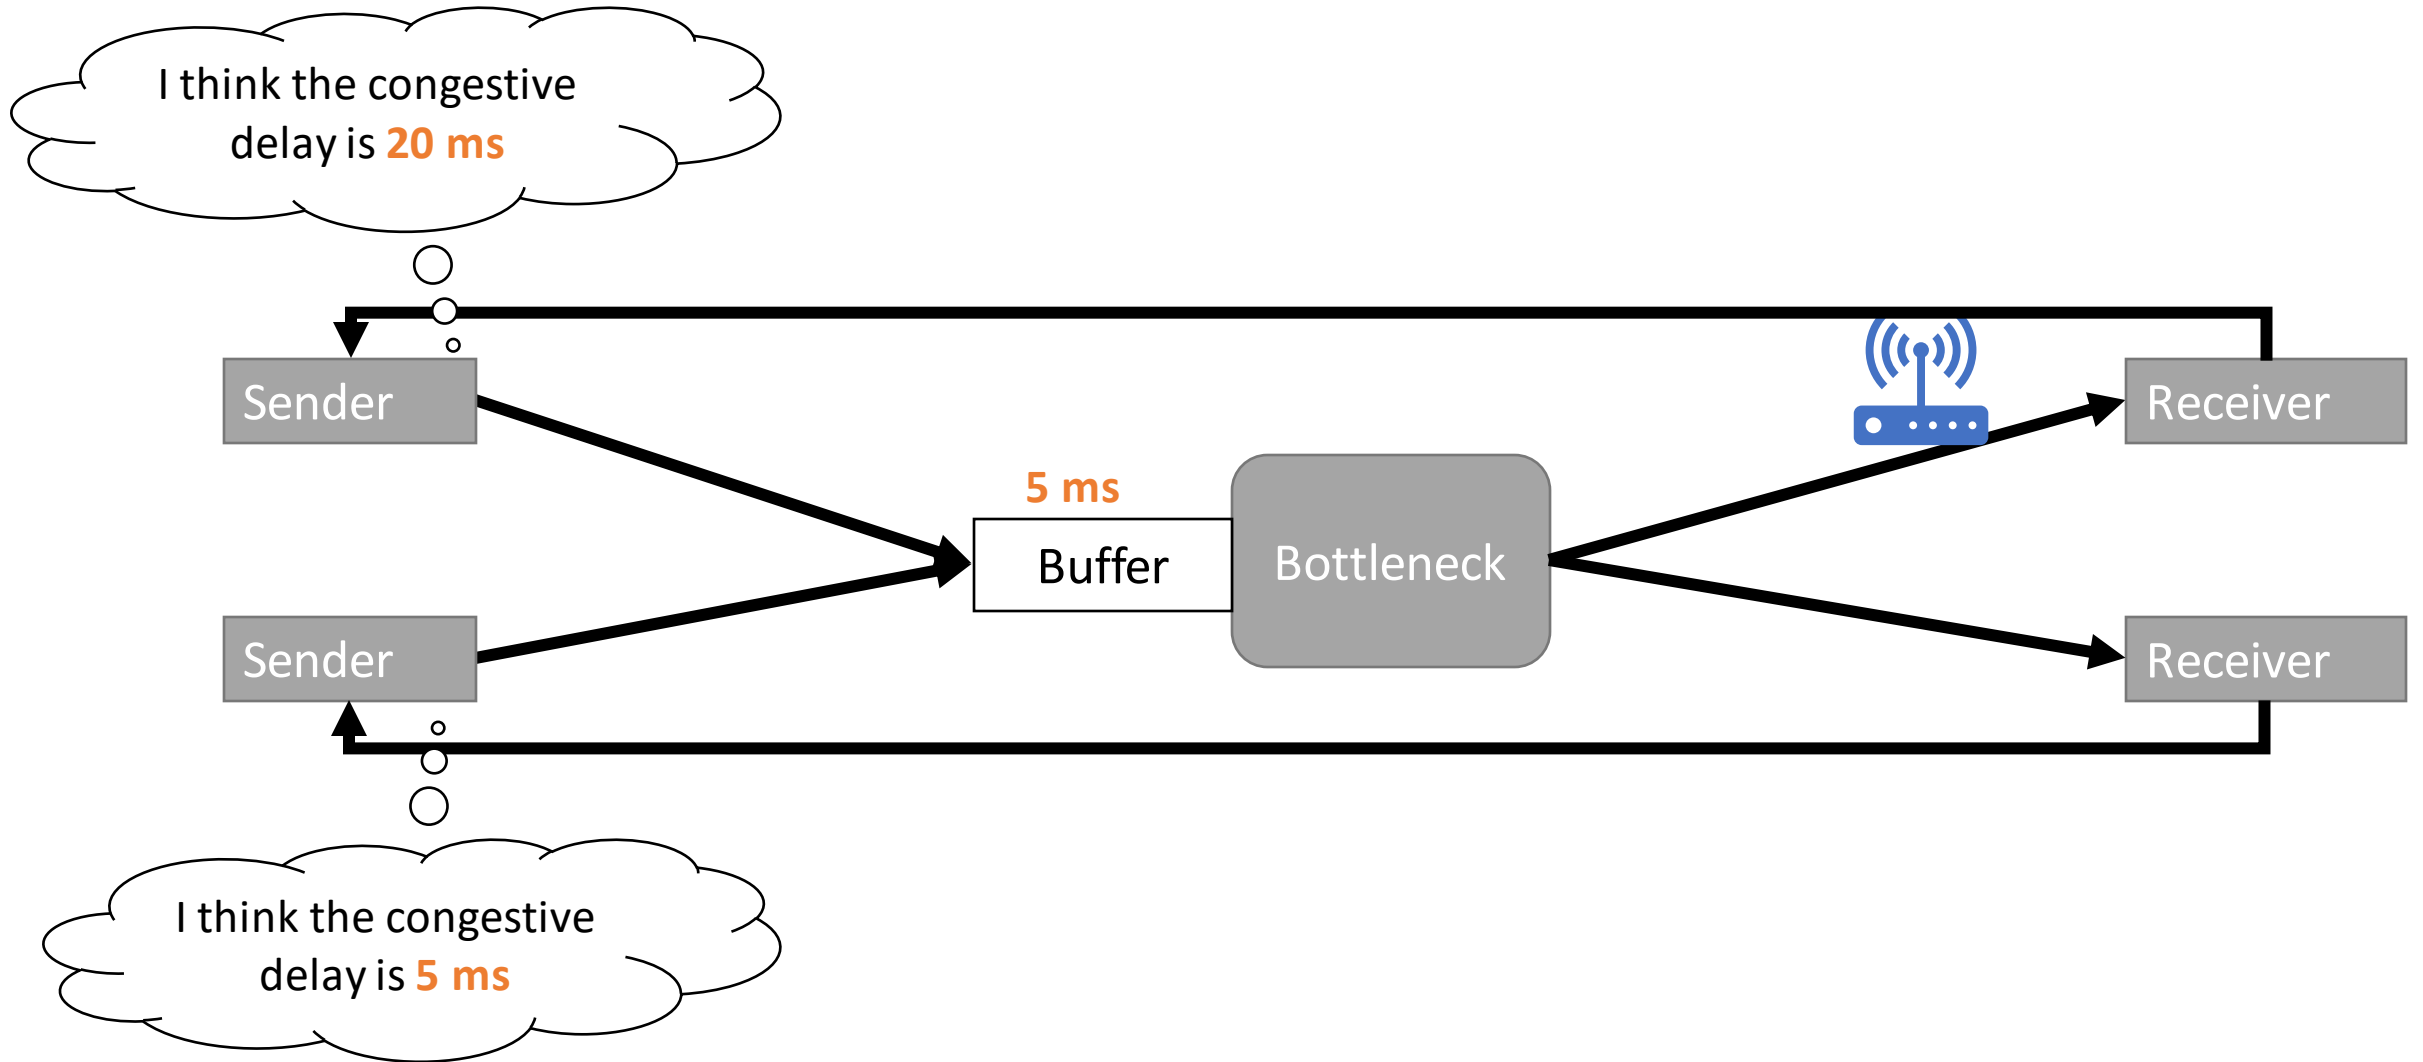 I think the congestive
delay is 20 ms
Sender
Receiver
5 ms
Buffer
Bottleneck
Sender
Receiver
I think the congestive
delay is 5 ms